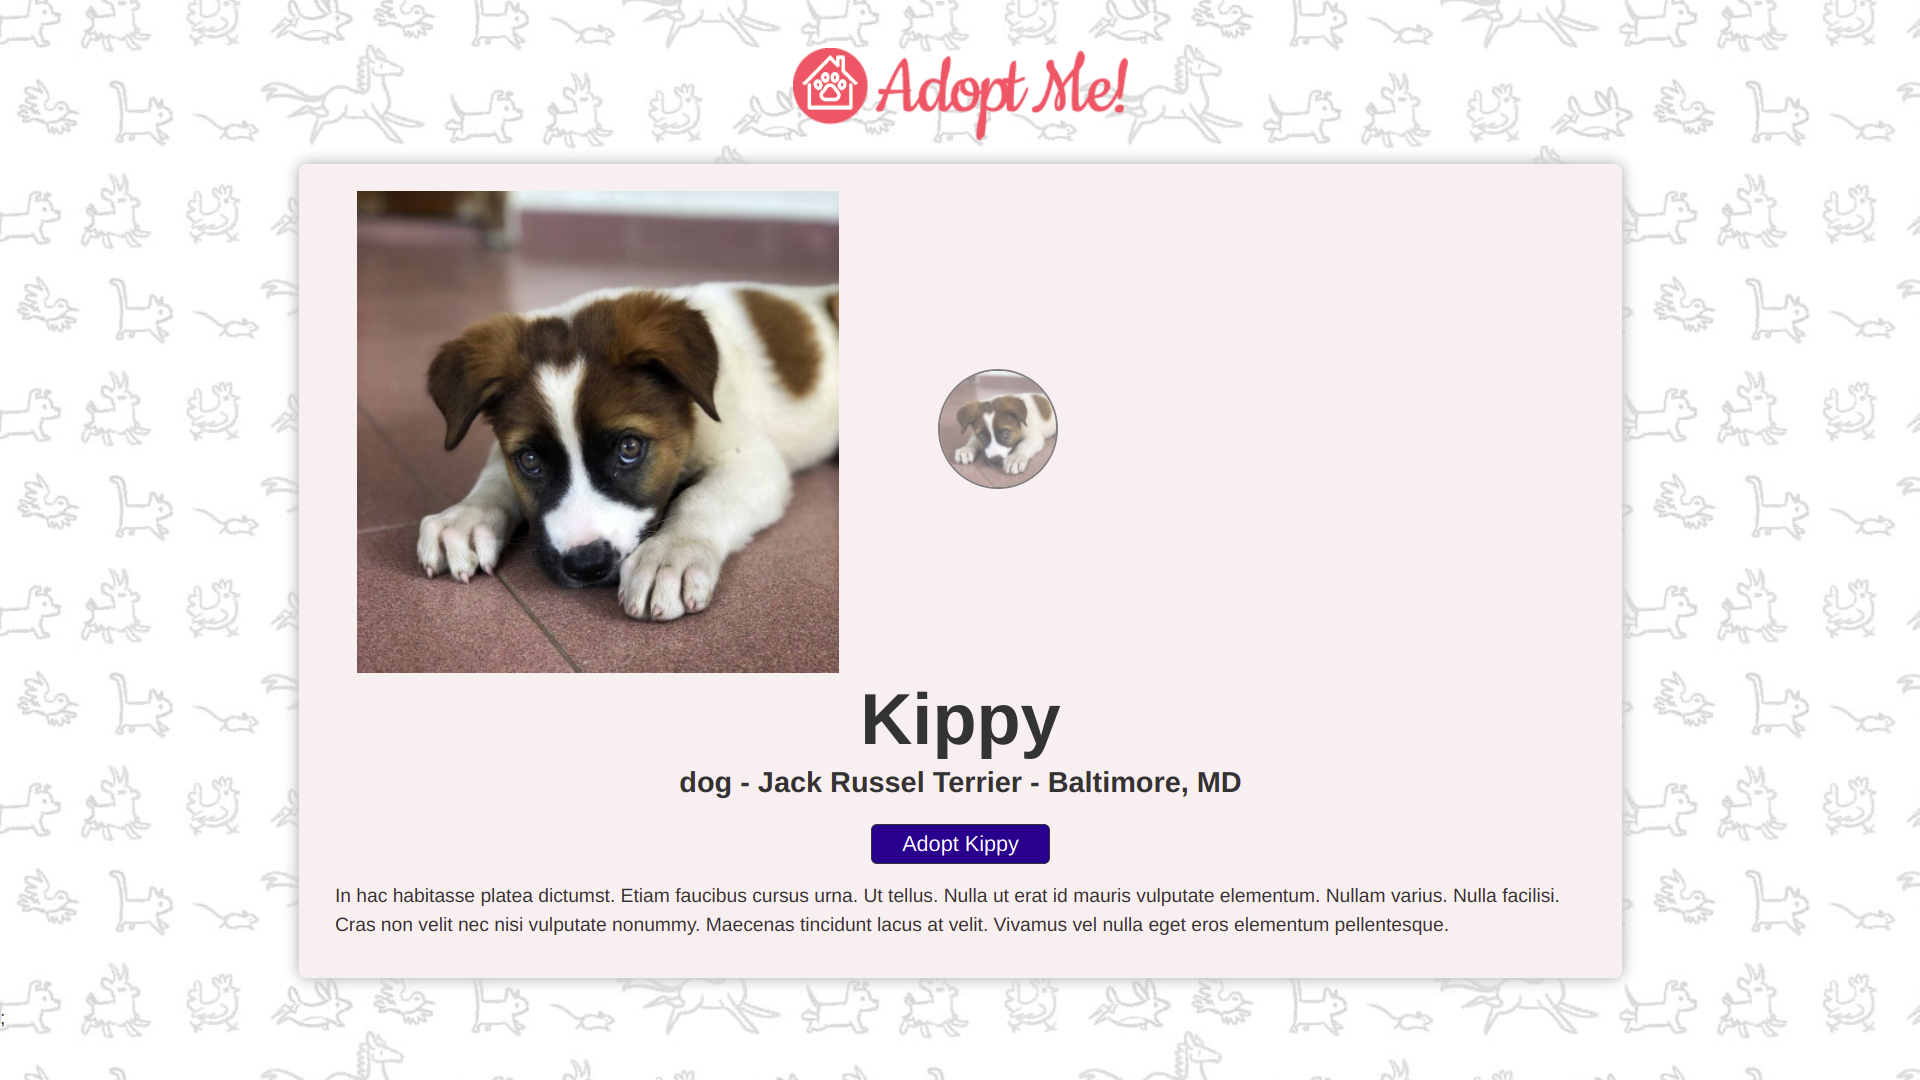 Adopt Me!
Kippy
dog - Jack Russel Terrier - Baltimore, MD
Adopt Kippy
In hac habitasse platea dictumst. Etiam faucibus cursus urna. Ut tellus. Nulla ut erat id mauris vulputate elementum. Nullam varius. Nulla facilisi.
Cras non velit nec nisi vulputate nonummy. Maecenas tincidunt lacus at velit. Vivamus vel nulla eget eros elementum pellentesque.
;